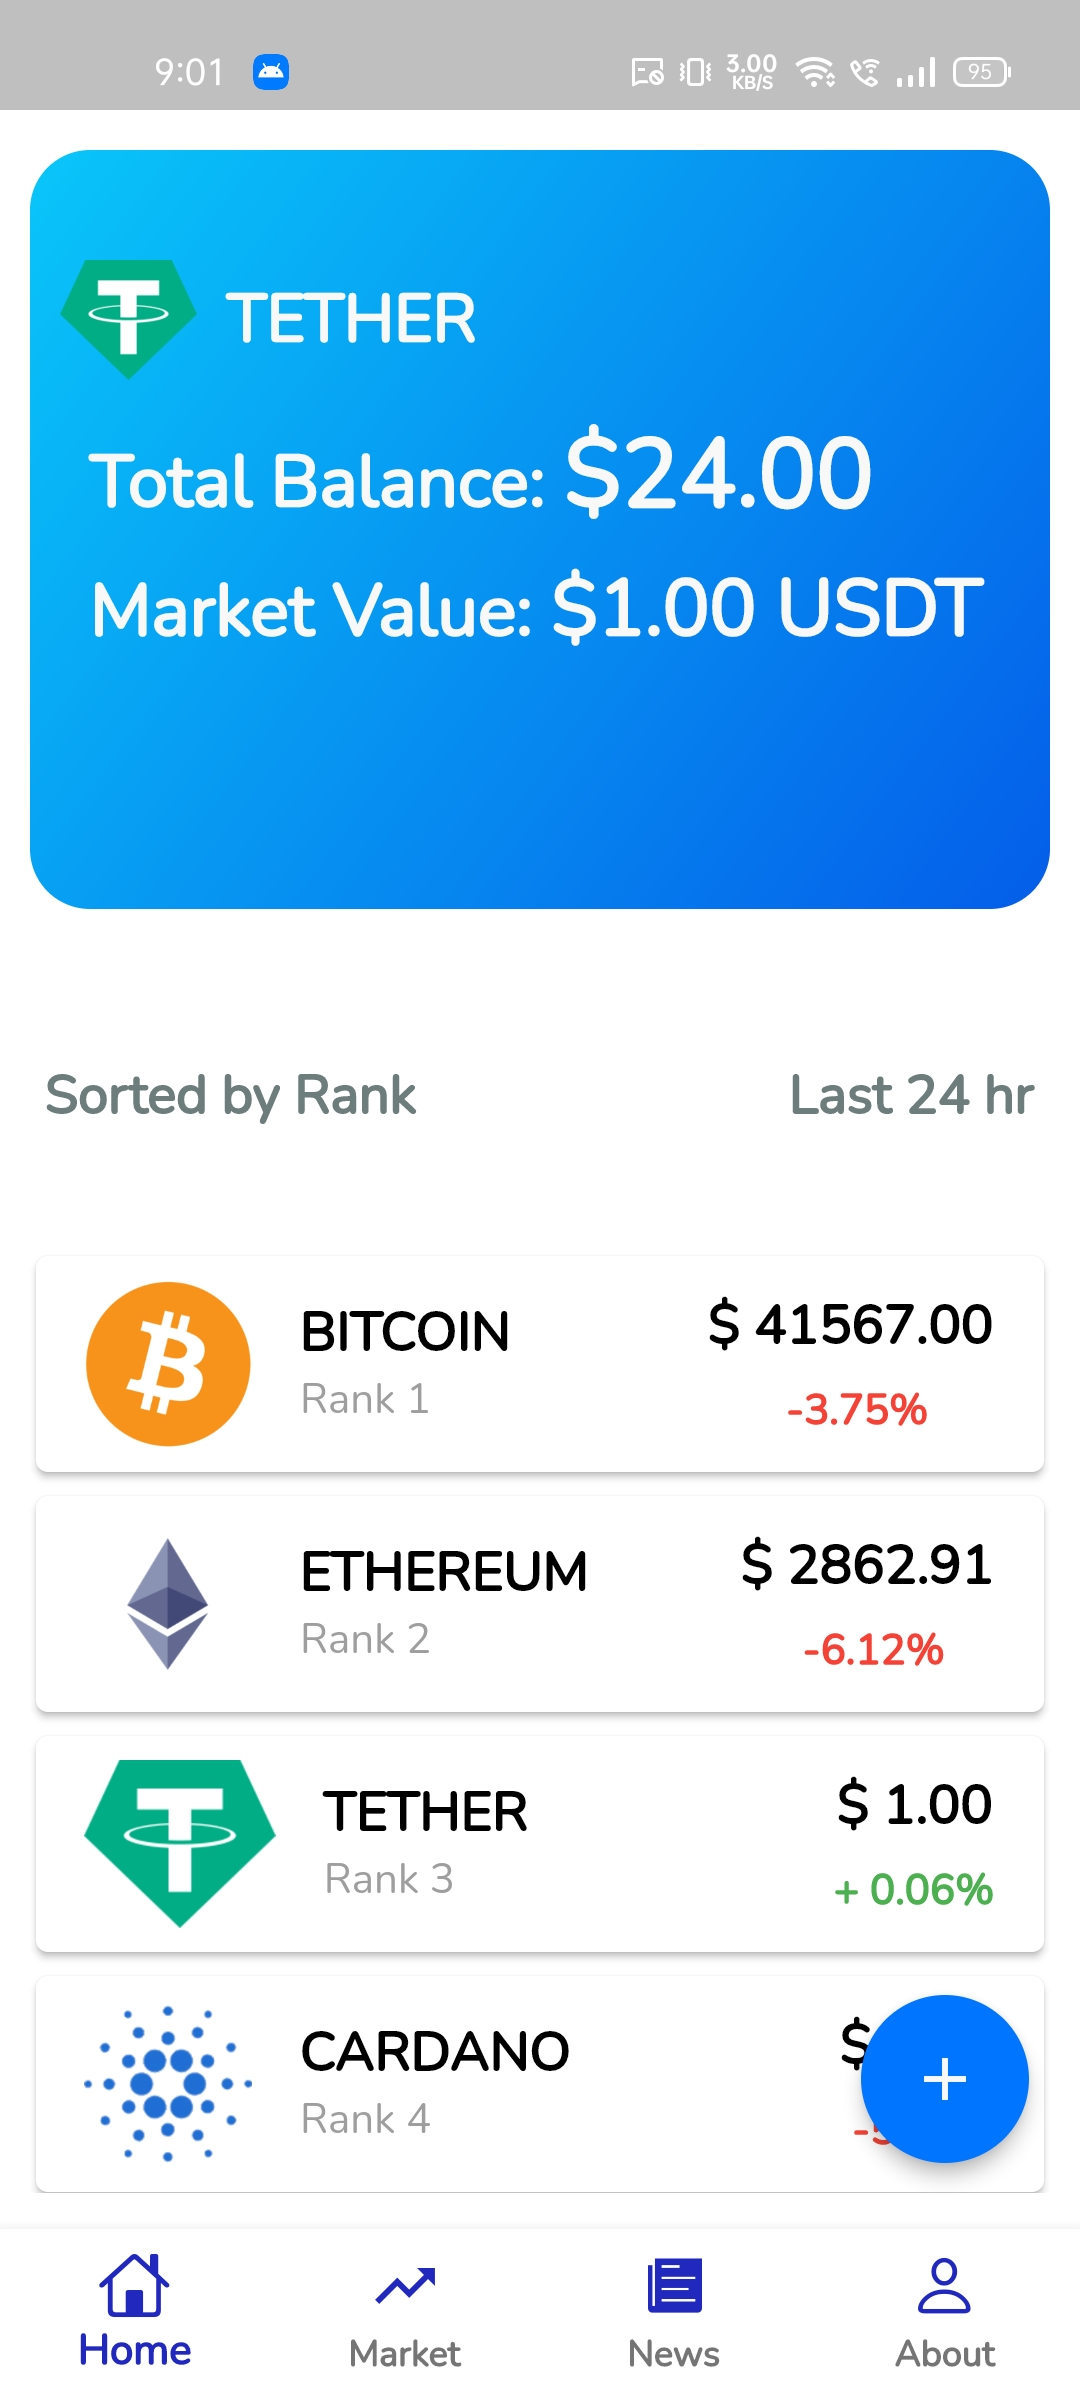 9:01
3.00
KB/S
95
TETHER
Total Balance: $24.00
Market Value: $1.00 USDT
Sorted by Rank
Last 24 hr
BITCOIN
$ 41567.00
Rank 1
-3.75%
ETHEREUM
$ 2862.91
Rank 2
-6.12%
TETHER
$ 1.00
Rank 3
+ 0.06%
CARDANO
$
Rank 4
Home
Market
News
About